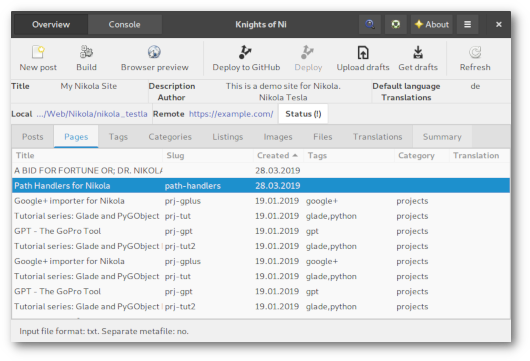 Overview Console Knights of Ni About
New post Build Browser preview Deploy to GitHub Deploy Upload drafts Get drafts Refresh
Title My Nikola Site Description This is a demo site for Nikola. Default language de
Author Nikola Tesla Translations
Local .../Web/Nikola/nikola_testla Remote https://example.com/ Status (!)
Posts Pages Tags Categories Listings Images Files Translations Summary
Title Slug Created Tags Category Translation
A BID FOR FORTUNE OR; DR. NIKOLA 28.03.2019
Path Handlers for Nikola path-handlers 28.03.2019
Google+ importer for Nikola prj-gplus 19.01.2019 google+ projects
Tutorial series: Glade and PyGObject prj-tut 19.01.2019 glade,python projects
GPT - The GoPro Tool prj-gpt 19.01.2019 gpt projects
Tutorial series: Glade and PyGObject prj-tut2 19.01.2019 glade,python projects
Google+ importer for Nikola prj-gplus 19.01.2019 google+ projects
Tutorial series: Glade and PyGObject prj-tut 19.01.2019 glade,python projects
GPT - The GoPro Tool prj-gpt 19.01.2019 gpt projects
Tutorial series: Glade and PyGObject prj-tut2 19.01.2019 glade,python projects
Input file format: txt. Separate metafile: no.